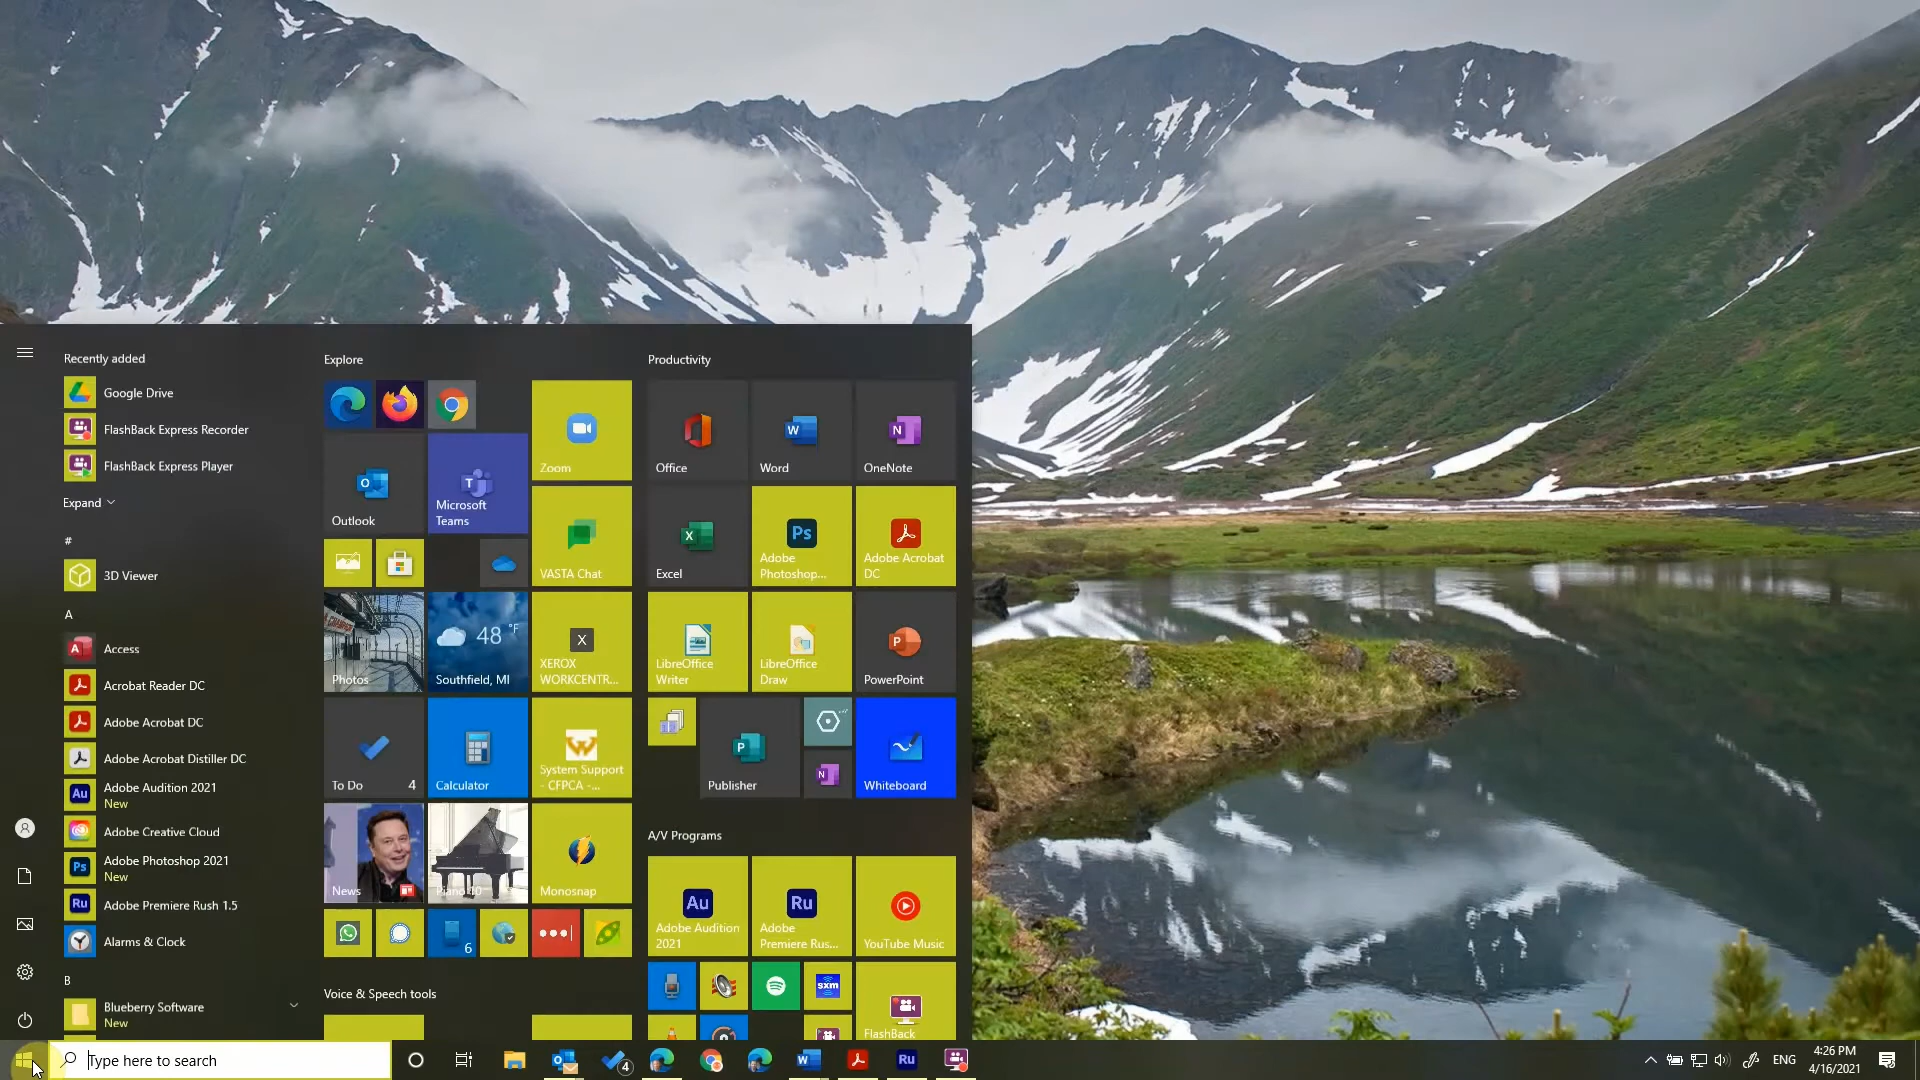 Recently added
Google Drive
FlashBack Express Recorder
FlashBack Express Player
Expand
#
3D Viewer
A
Access
Acrobat Reader DC
Adobe Acrobat DC
Adobe Acrobat Distiller DC
Adobe Audition 2021
New
Adobe Creative Cloud
Adobe Photoshop 2021
New
Adobe Premiere Rush 1.5
Alarms & Clock
B
Blueberry Software
New
Explore
Zoom
Outlook
Microsoft
Teams
VASTA Chat
Photos
48 °F
Southfield, MI
XEROX
WORKCENTR...
To Do 4
Calculator
System Support
- CFPCA -...
News
Piano 10
Monosnap
6
Voice & Speech tools
Productivity
Office
Word
OneNote
Excel
Adobe
Photoshop...
Adobe Acrobat
DC
LibreOffice
Writer
LibreOffice
Draw
PowerPoint
Publisher
Whiteboard
A/V Programs
Adobe Audition
2021
Adobe
Premiere Rus...
YouTube Music
sxm
FlashBack
Type here to search
4
ENG
4:26 PM
4/16/2021